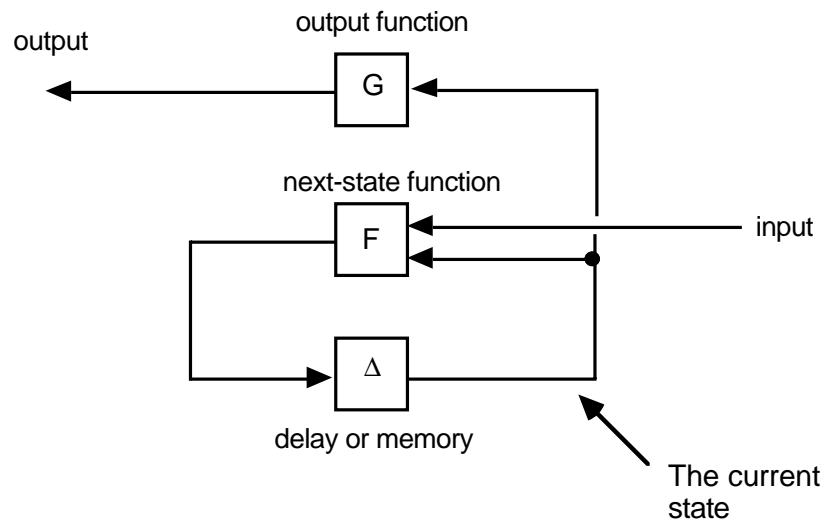 output function
output
G
next-state function
F
input
Δ
delay or memory
The current
state